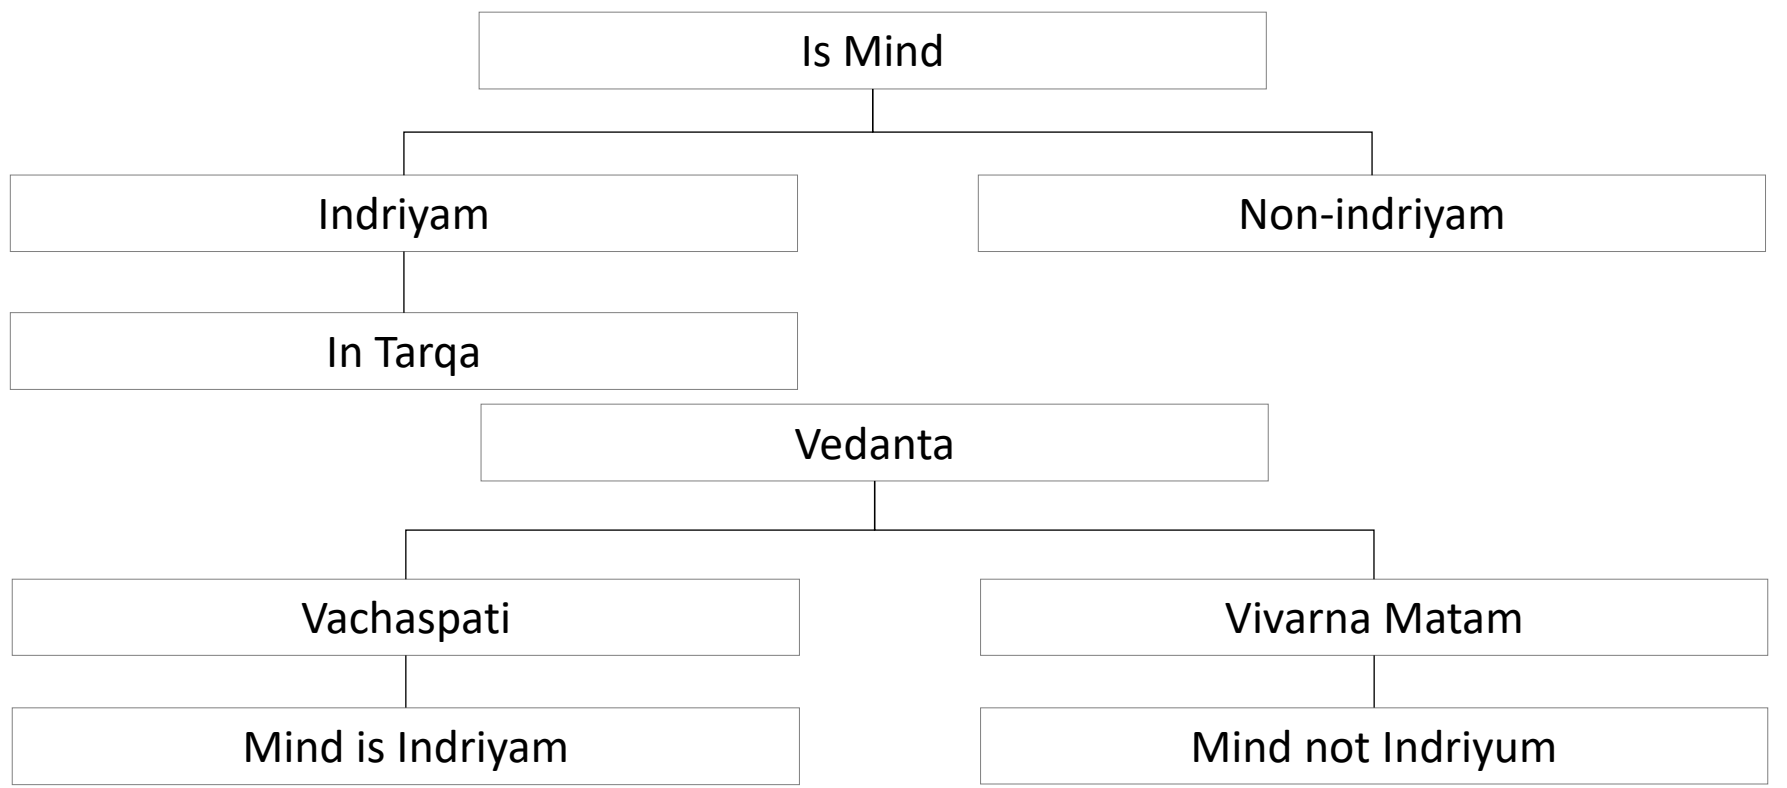 Is Mind
Indriyam
Non-indriyam
In Tarqa
Vedanta
Vachaspati
Vivarna Matam
Mind is Indriyam
Mind not Indriyum